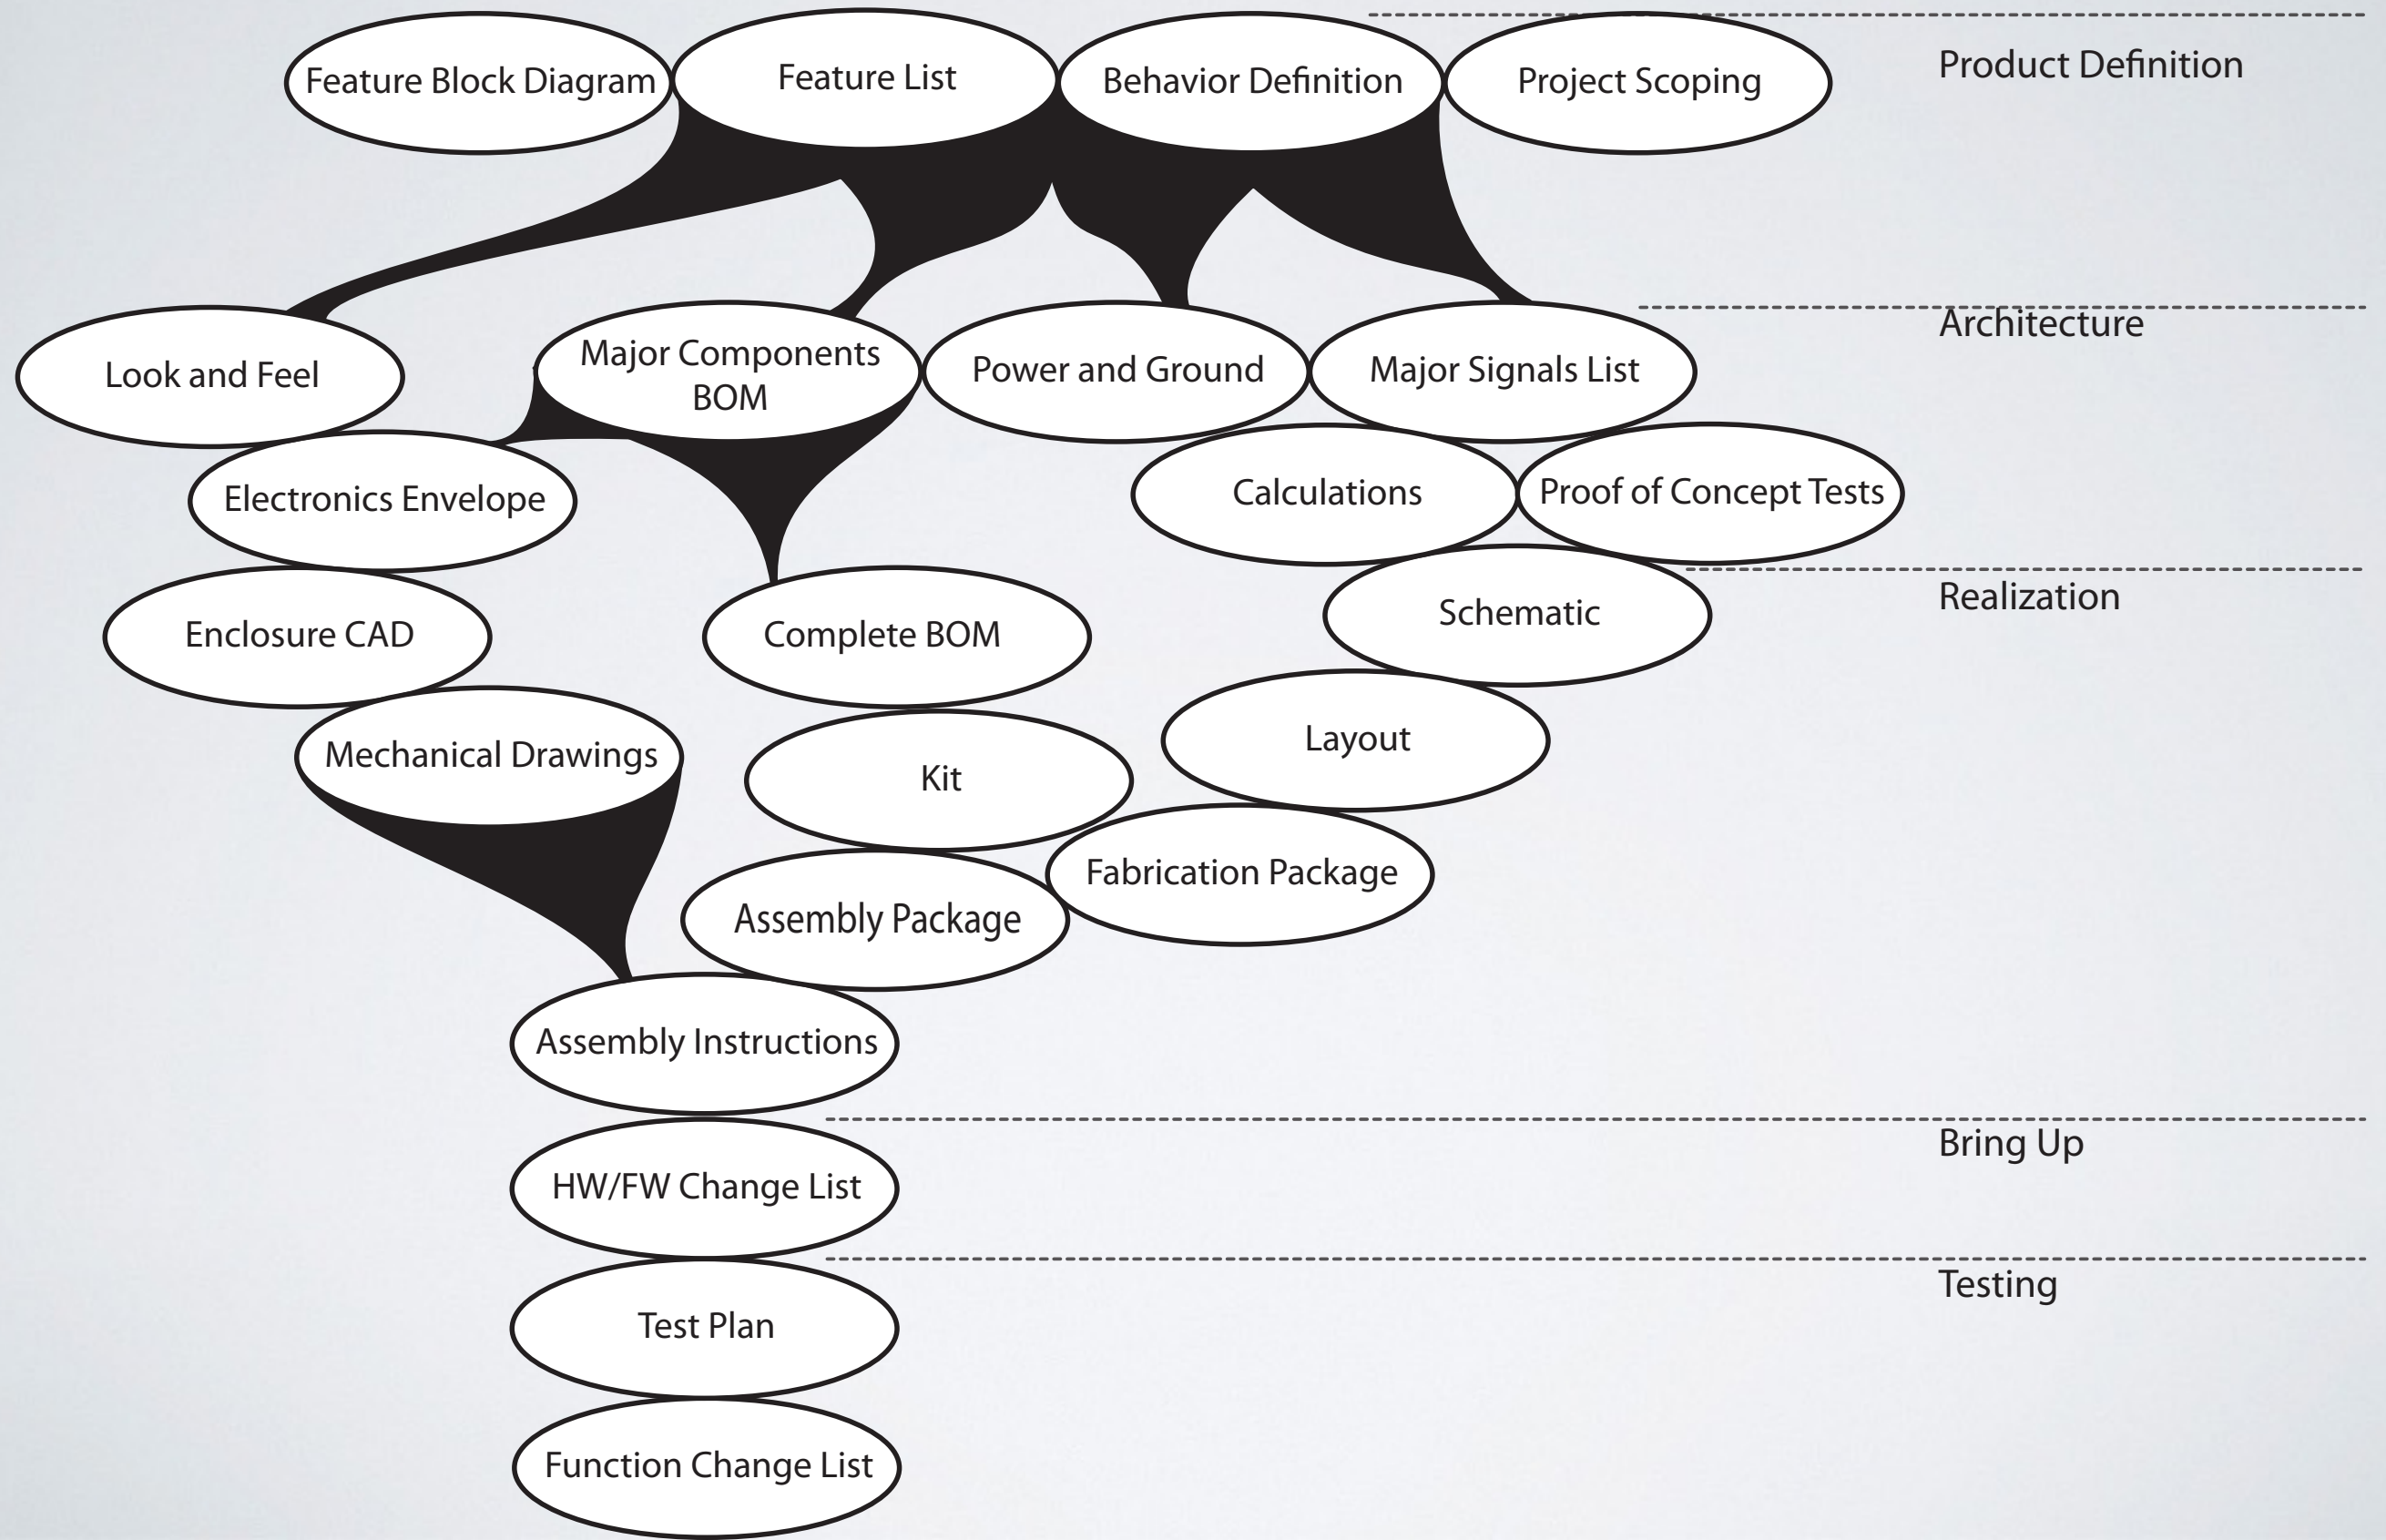 Feature Block Diagram
Feature List
Behavior Definition
Project Scoping
Product Definition
Architecture
Look and Feel
Major Components
BOM
Power and Ground
Major Signals List
Electronics Envelope
Calculations
Proof of Concept Tests
Realization
Enclosure CAD
Complete BOM
Schematic
Mechanical Drawings
Kit
Layout
Assembly Package
Fabrication Package
Assembly Instructions
Bring Up
HW/FW Change List
Testing
Test Plan
Function Change List